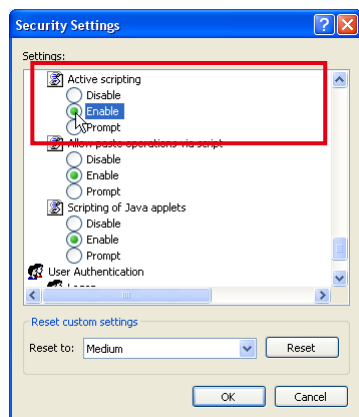 Security Settings
Settings:
Active scripting
Disable
Enable
Prompt
Allow paste operations via script
Disable
Enable
Prompt
Scripting of Java applets
Disable
Enable
Prompt
User Authentication
Logon
Reset custom settings
Reset to: Medium Reset
OK Cancel